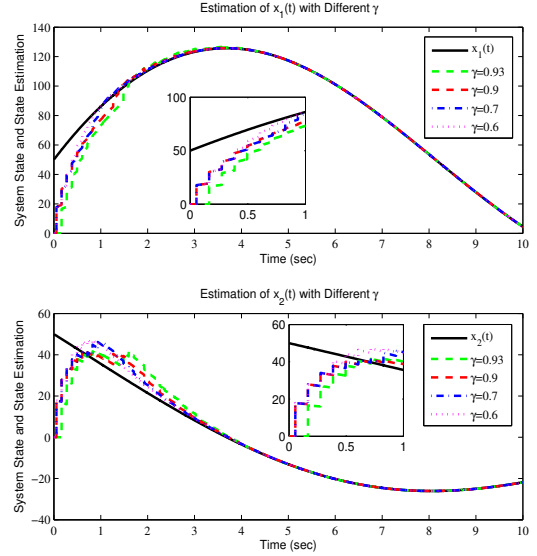 Estimation of x₁(t) with Different γ
System State and State Estimation
140
120
100
80
60
40
20
0
0 1 2 3 4 5 6 7 8 9 10
Time (sec)
x₁(t)
γ=0.93
γ=0.9
γ=0.7
γ=0.6
100
50
0
0 0.5 1
Estimation of x₂(t) with Different γ
System State and State Estimation
60
40
20
0
−20
−40
0 1 2 3 4 5 6 7 8 9 10
Time (sec)
x₂(t)
γ=0.93
γ=0.9
γ=0.7
γ=0.6
60
40
20
0
0 0.5 1